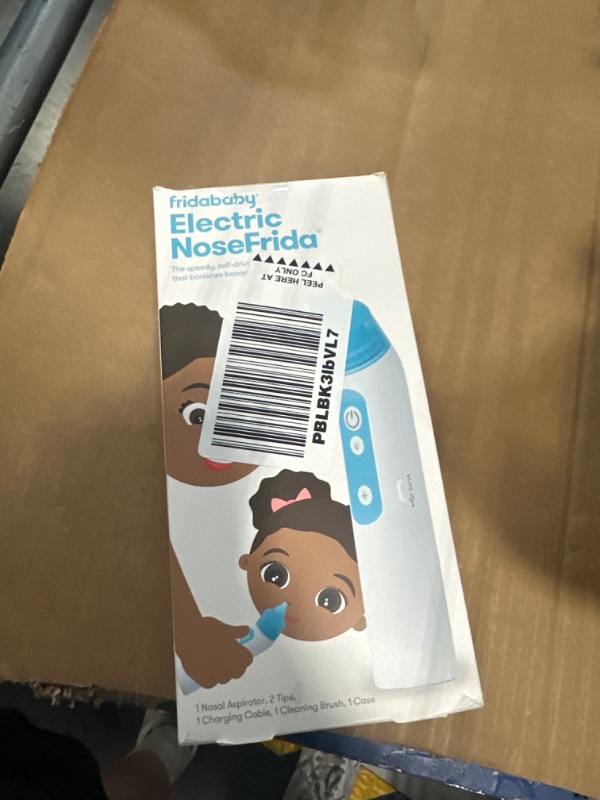 fridababy
Electric
NoseFrida
The speedy, self-driv
that banishes booger
PEEL HERE AT
FC ONLY
PBLBK3IbVL7
1 Nasal Aspirator, 2 Tips,
1 Charging Cable, 1 Cleaning Brush, 1 Case